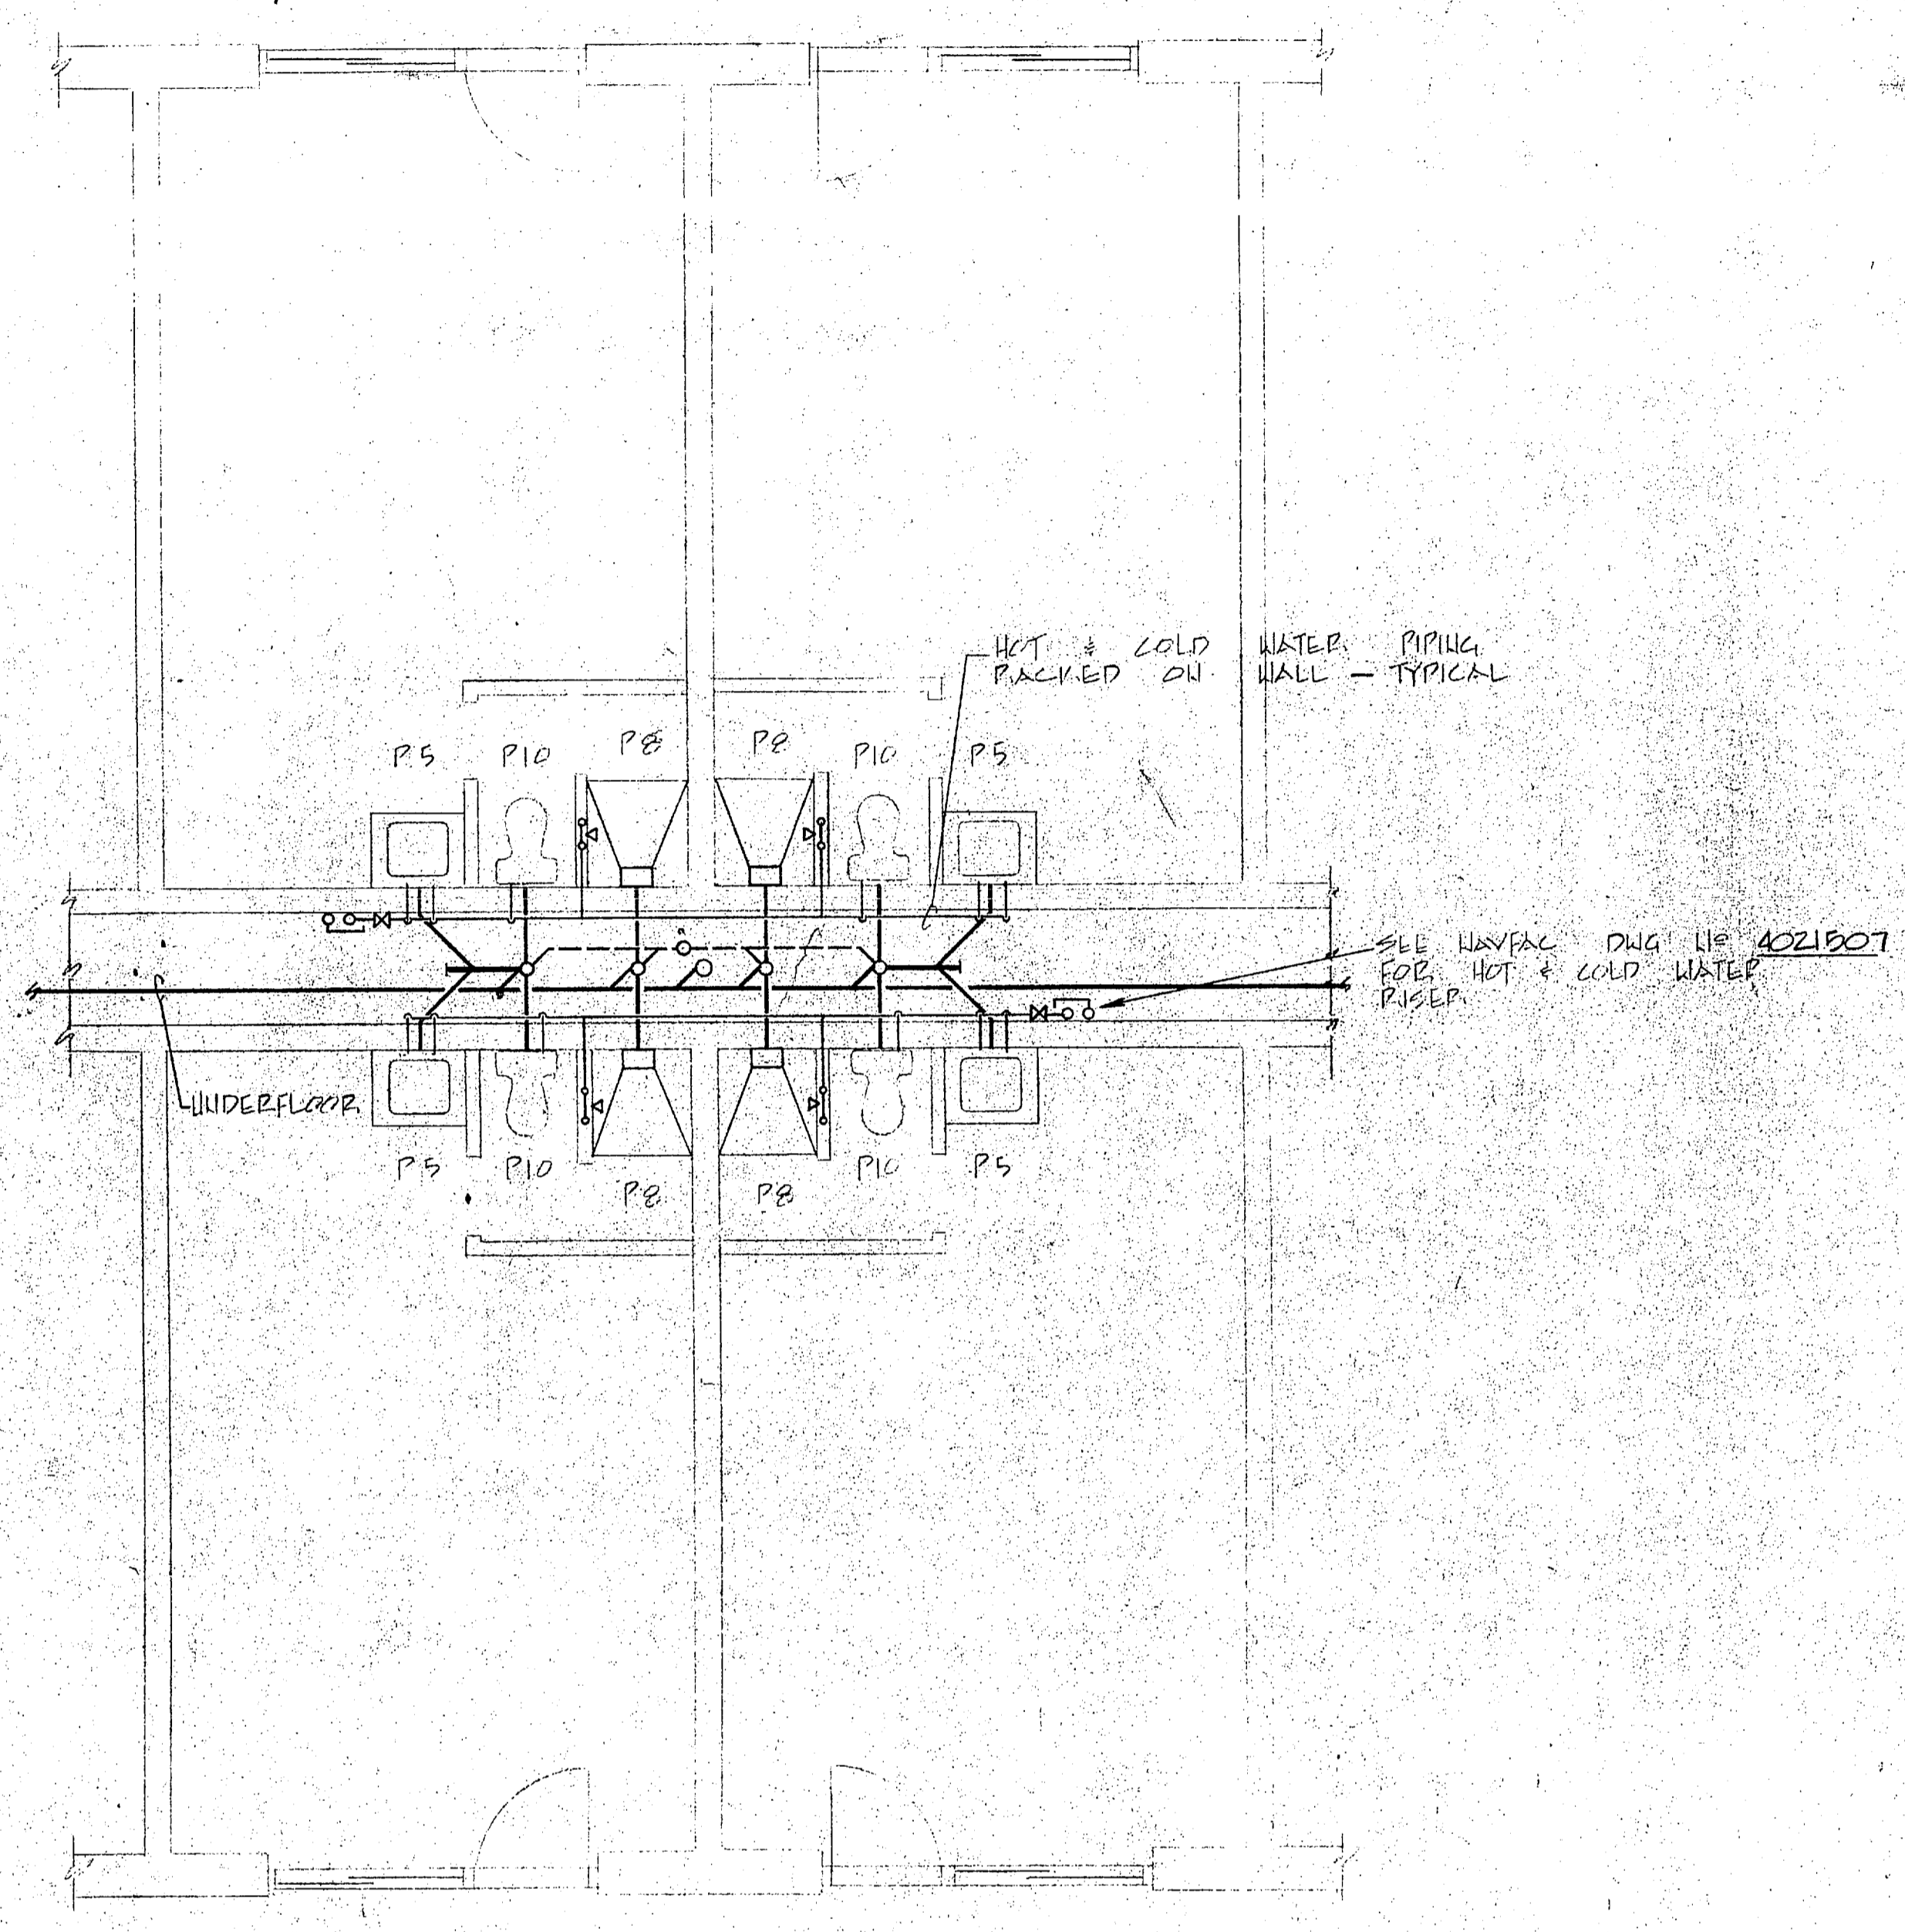 HOT & COLD WATER PIPING
RACKED ON WALL — TYPICAL
P5 P10 P8 P8 P10 P5
SEE NAVFAC DWG Nº 4021507
FOR HOT & COLD WATER
RISER.
UNDERFLOOR
P5 P10 P8 P8 P10 P5